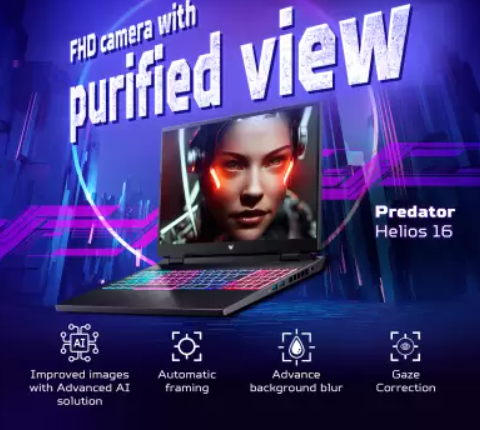 FHD camera with
purified view
Predator
Helios 16
AI
Improved images
with Advanced AI
solution
Automatic
framing
Advance
background blur
Gaze
Correction